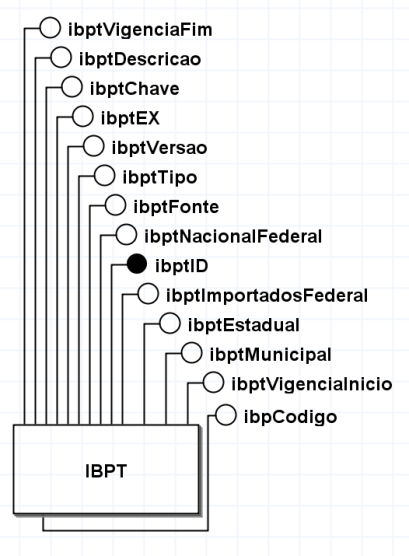 ibptVigenciaFim
ibptDescricao
ibptChave
ibptEX
ibptVersao
ibptTipo
ibptFonte
ibptNacionalFederal
ibptID
ibptImportadosFederal
ibptEstadual
ibptMunicipal
ibptVigenciaInicio
ibpCodigo
IBPT